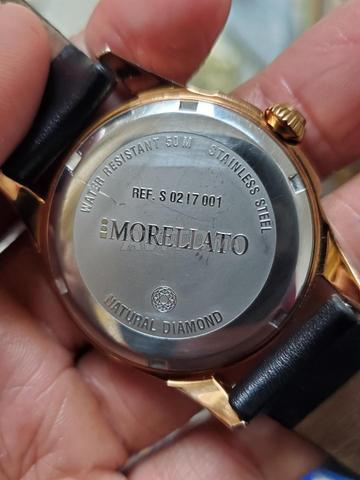 WATER RESISTANT 50 M STAINLESS STEEL
REF. S 0217 001
MORELLATO
NATURAL DIAMOND